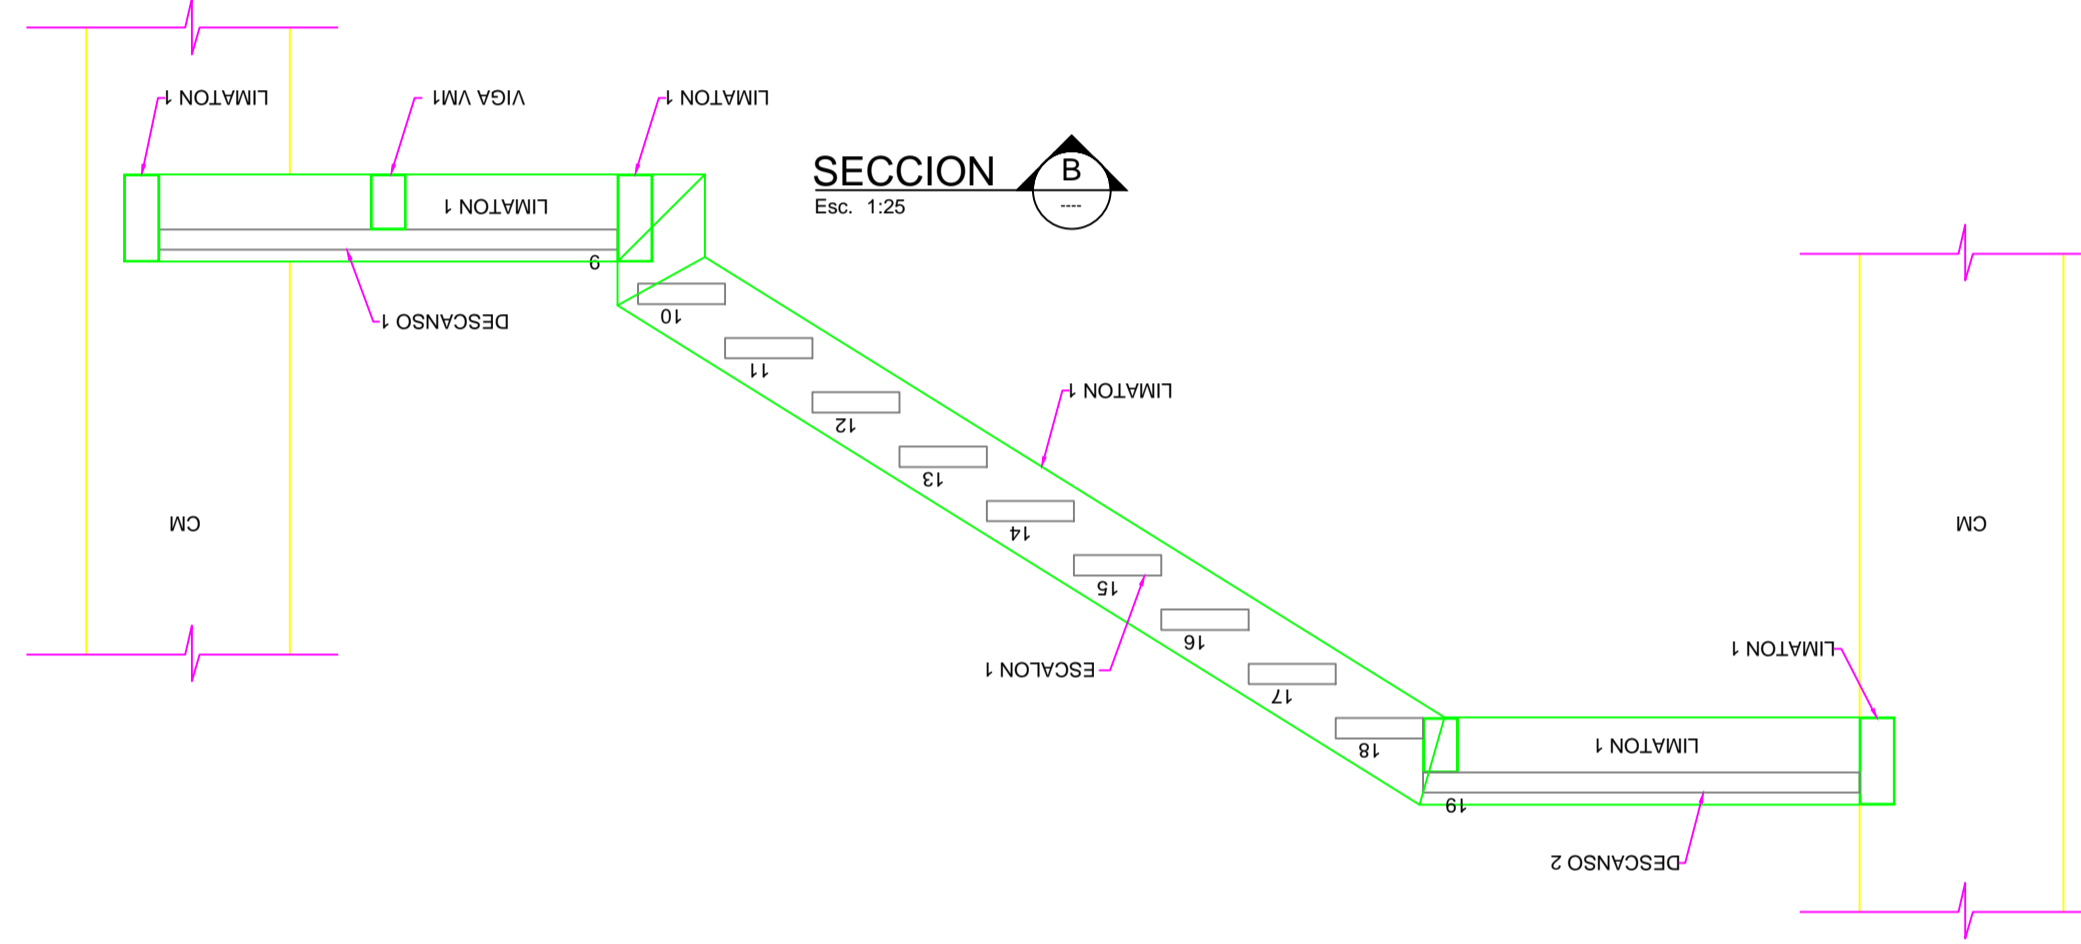 LIMATON 1
VIGA VM1
LIMATON 1
SECCION
B
----
Esc. 1:25
LIMATON 1
9
DESCANSO 1
10
11
LIMATON 1
12
13
CM
14
CM
15
16
LIMATON 1
ESCALON 1
17
18
LIMATON 1
19
DESCANSO 2